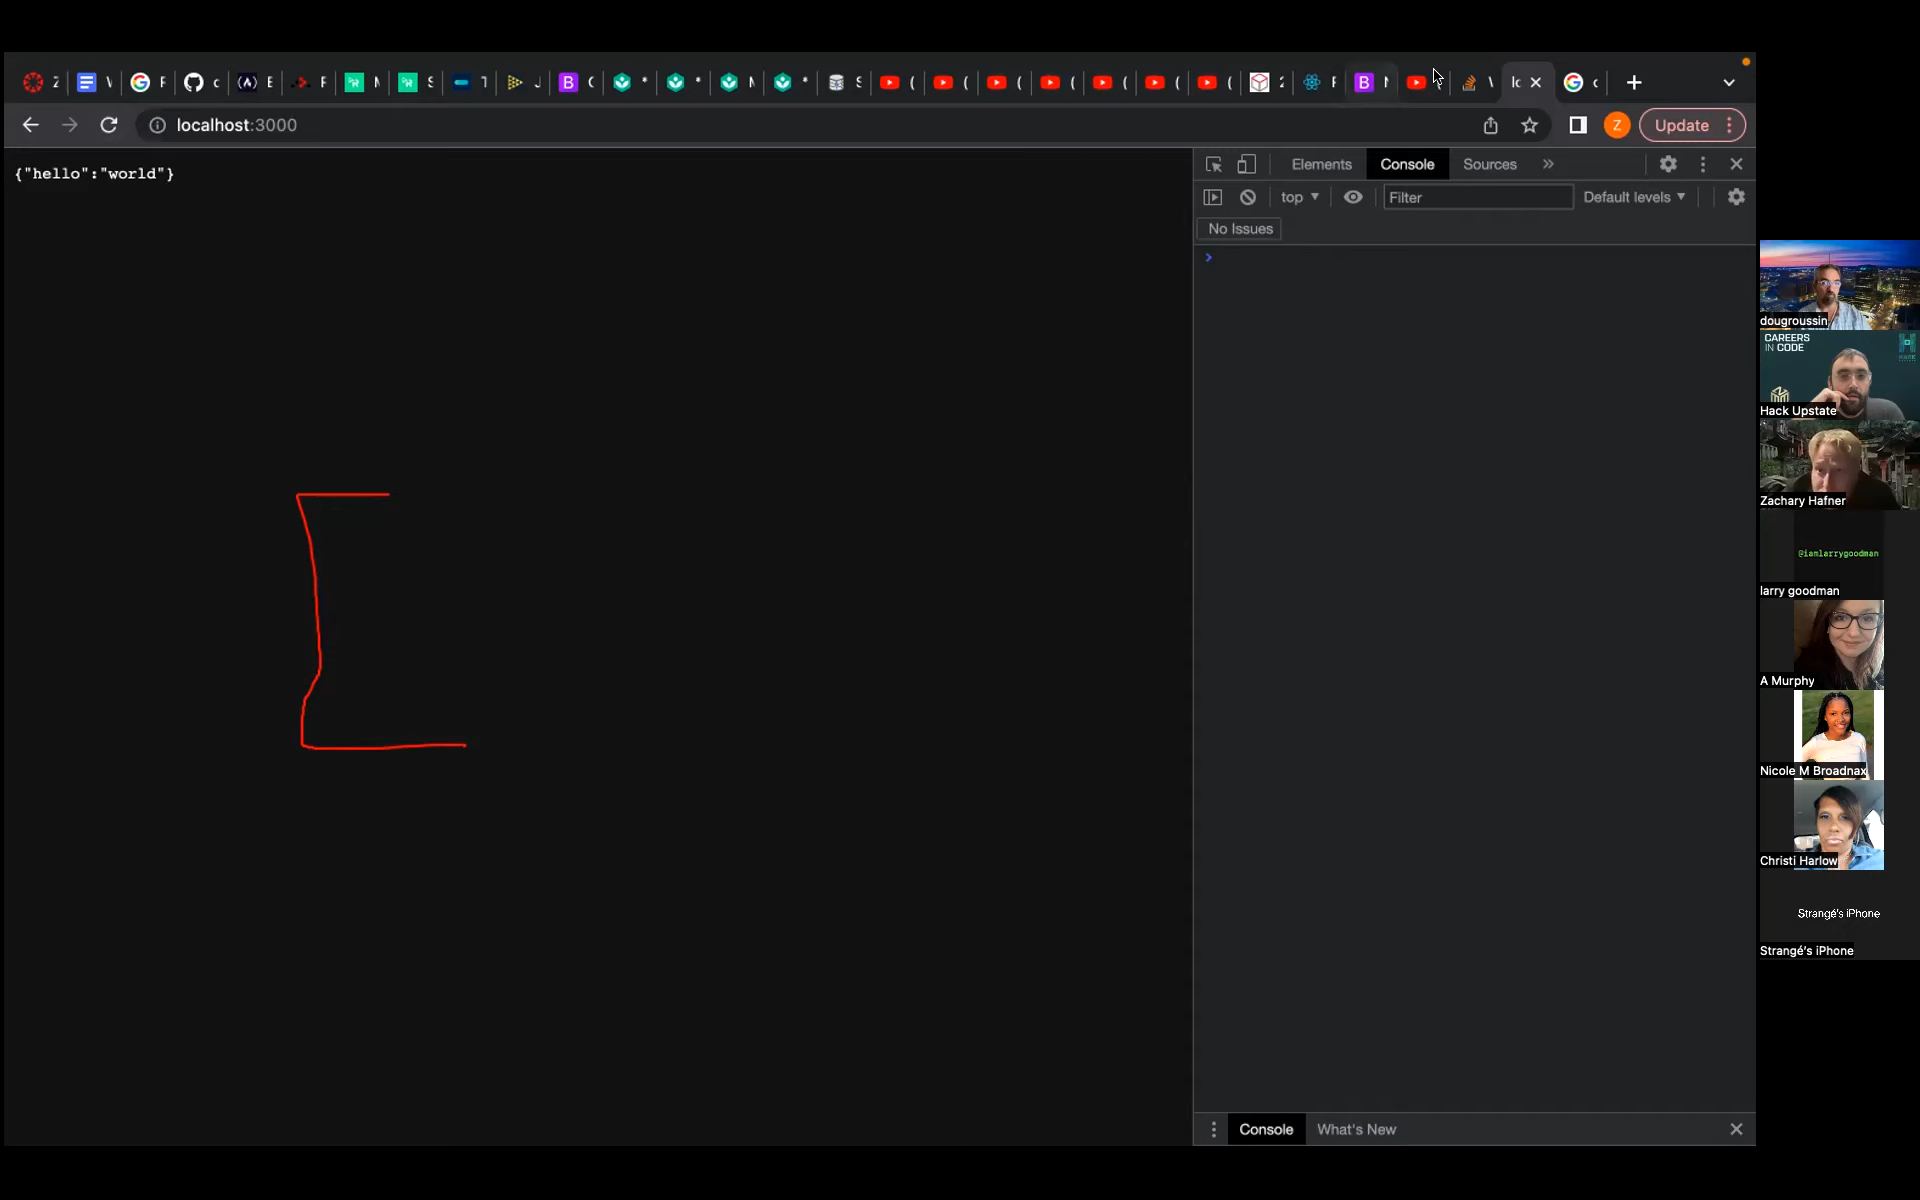 localhost:3000
Update
{"hello":"world"}
Elements
Console
Sources
top
Filter
Default levels
No Issues
Console
What's New
dougroussin
CAREERS
IN CODE
Hack Upstate
Zachary Hafner
@iamlarrygoodman
larry goodman
A Murphy
Nicole M Broadnax
Christi Harlow
Strangé's iPhone
Strangé's iPhone